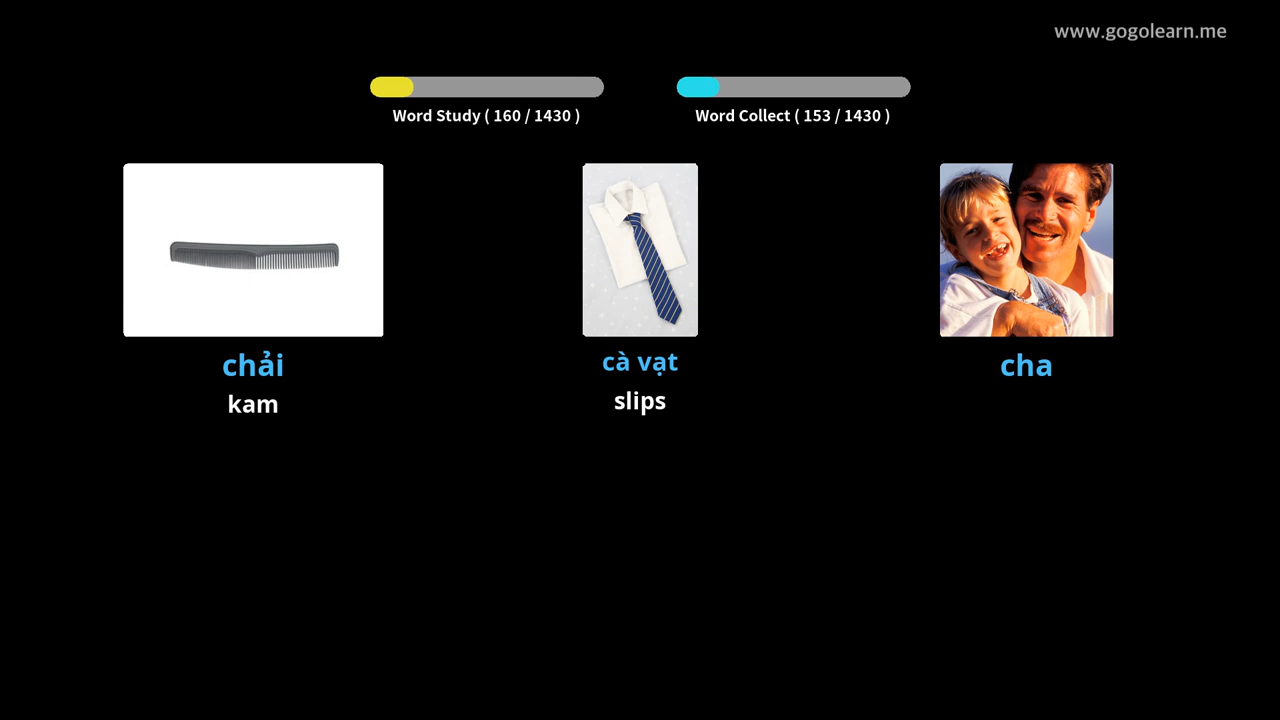 www.gogolearn.me
Word Study ( 160 / 1430 )
Word Collect ( 153 / 1430 )
chải
kam
cà vạt
slips
cha